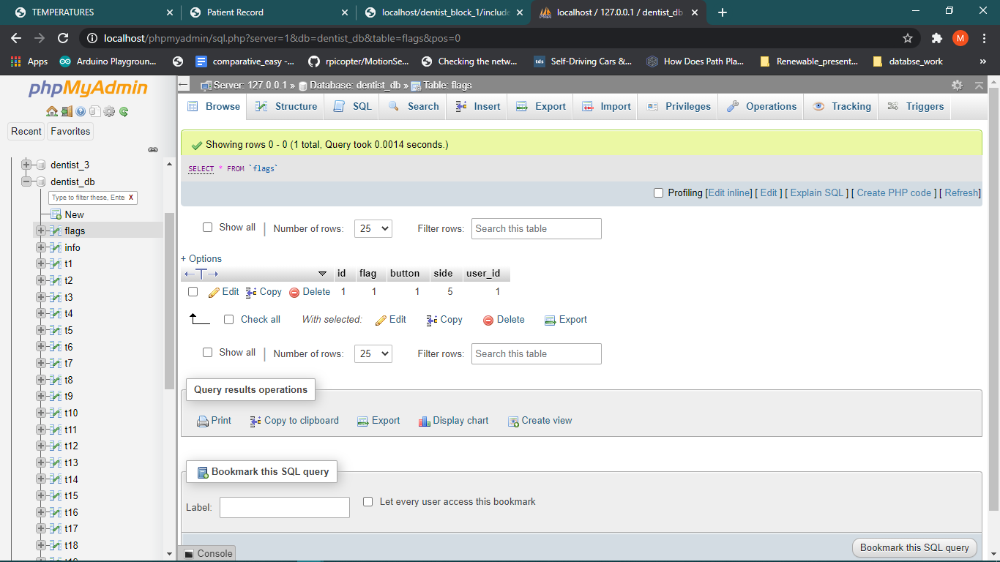 TEMPERATURES
Patient Record
localhost/dentist_block_1/include
localhost / 127.0.0.1 / dentist_db
localhost/phpmyadmin/sql.php?server=1&db=dentist_db&table=flags&pos=0
M
Apps
Arduino Playgroun...
comparative_easy -...
rpicopter/MotionSe...
Checking the netw...
tds
Self-Driving Cars &...
How Does Path Pla...
Renewable_present...
databse_work
»
phpMyAdmin
Recent
Favorites
dentist_3
dentist_db
Type to filter these, Enter
X
New
flags
info
t1
t2
t3
t4
t5
t6
t7
t8
t9
t10
t11
t12
t13
t14
t15
t16
t17
t18
Server: 127.0.0.1 » Database: dentist_db » Table: flags
Browse
Structure
SQL
Search
Insert
Export
Import
Privileges
Operations
Tracking
Triggers
Showing rows 0 - 0 (1 total, Query took 0.0014 seconds.)
SELECT * FROM `flags`
Profiling [Edit inline] [ Edit ] [ Explain SQL ] [ Create PHP code ] [ Refresh]
Show all | Number of rows: 25 Filter rows: Search this table
+ Options
id flag button side user_id
Edit Copy Delete 1 1 1 5 1
Check all With selected: Edit Copy Delete Export
Show all | Number of rows: 25 Filter rows: Search this table
Query results operations
Print Copy to clipboard Export Display chart Create view
Bookmark this SQL query
Label:
Let every user access this bookmark
Console
Bookmark this SQL query